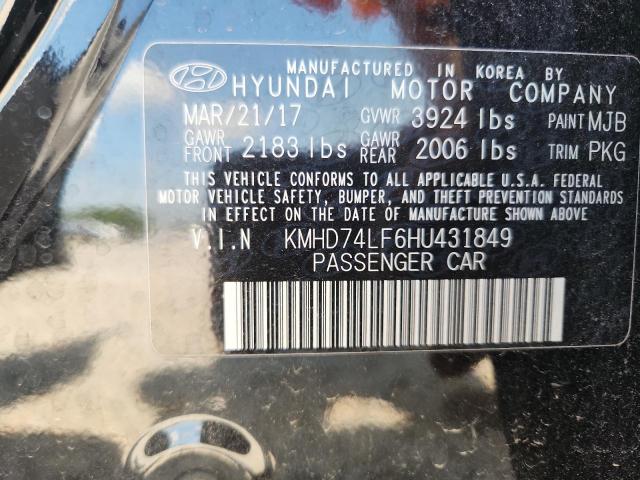 MANUFACTURED IN KOREA BY
HYUNDAI MOTOR COMPANY
MAR/21/17 GVWR 3924 lbs PAINT MJB
GAWR FRONT 2183 lbs GAWR REAR 2006 lbs TRIM PKG
THIS VEHICLE CONFORMS TO ALL APPLICABLE U.S.A. FEDERAL
MOTOR VEHICLE SAFETY, BUMPER, AND THEFT PREVENTION STANDARDS
IN EFFECT ON THE DATE OF MANUFACTURE SHOWN ABOVE
V.I.N KMHD74LF6HU431849
PASSENGER CAR